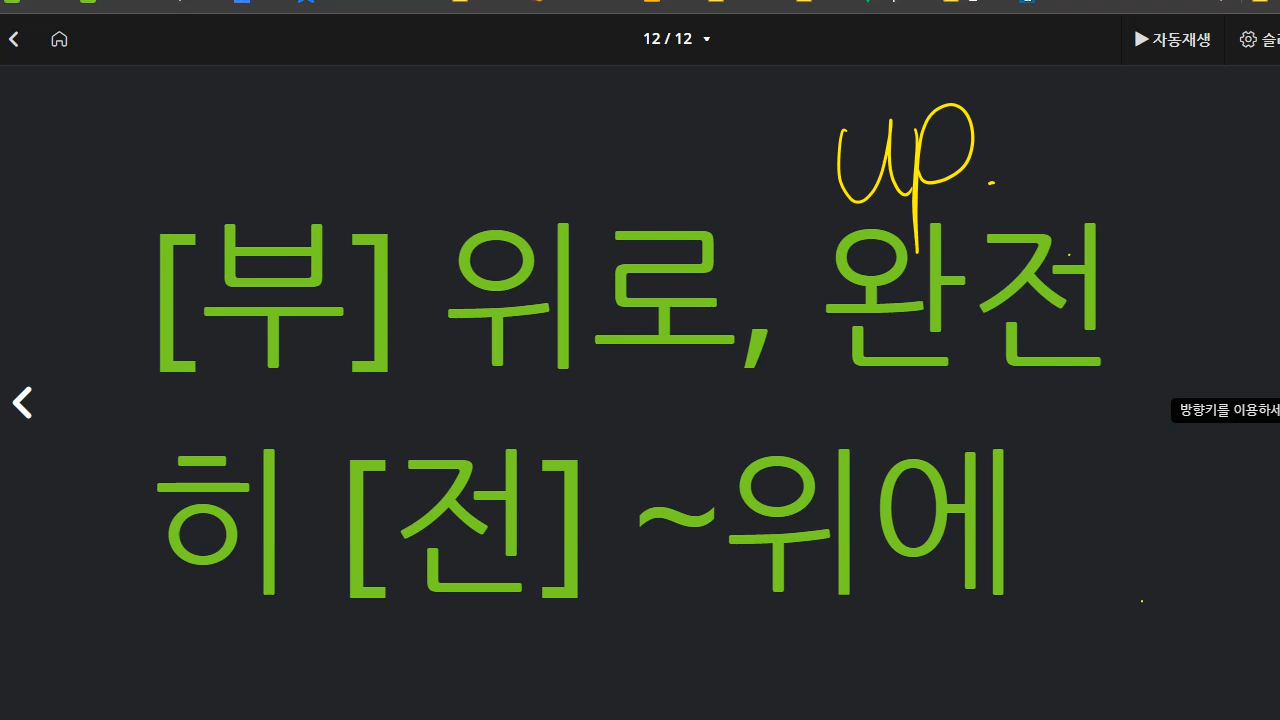 12 / 12
▶ 자동재생
up.
[부] 위로, 완전
히 [전] ~위에
방향키를 이용하세